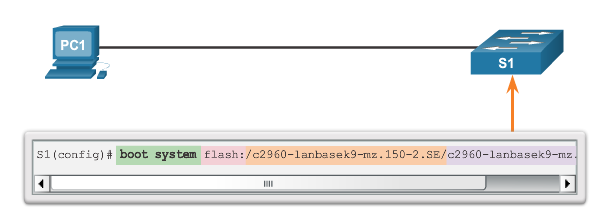 PC1
S1
S1(config)# boot system flash:/c2960-lanbasek9-mz.150-2.SE/c2960-lanbasek9-mz.